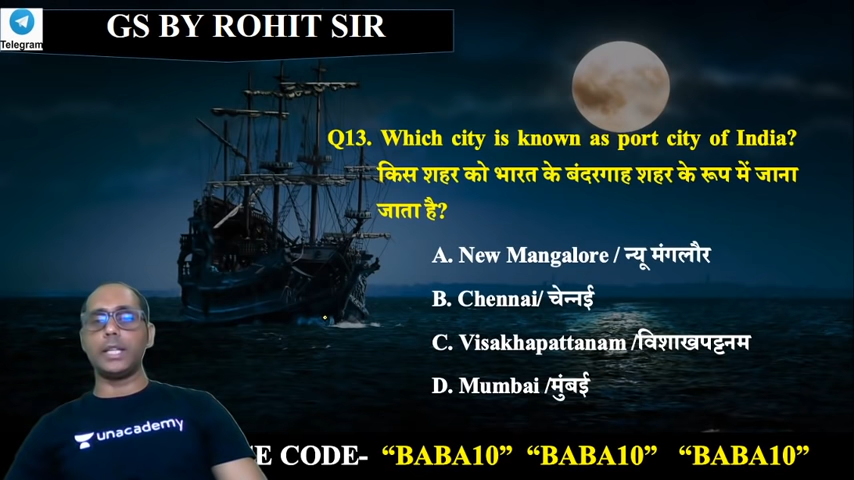 Telegram
GS BY ROHIT SIR
Q13. Which city is known as port city of India?
किस शहर को भारत के बंदरगाह शहर के रूप में जाना
जाता है?
A. New Mangalore / न्यू मंगलौर
B. Chennai/ चेन्नई
C. Visakhapattanam /विशाखपट्टनम
D. Mumbai /मुंबई
unacademy
E CODE- “BABA10” “BABA10” “BABA10”